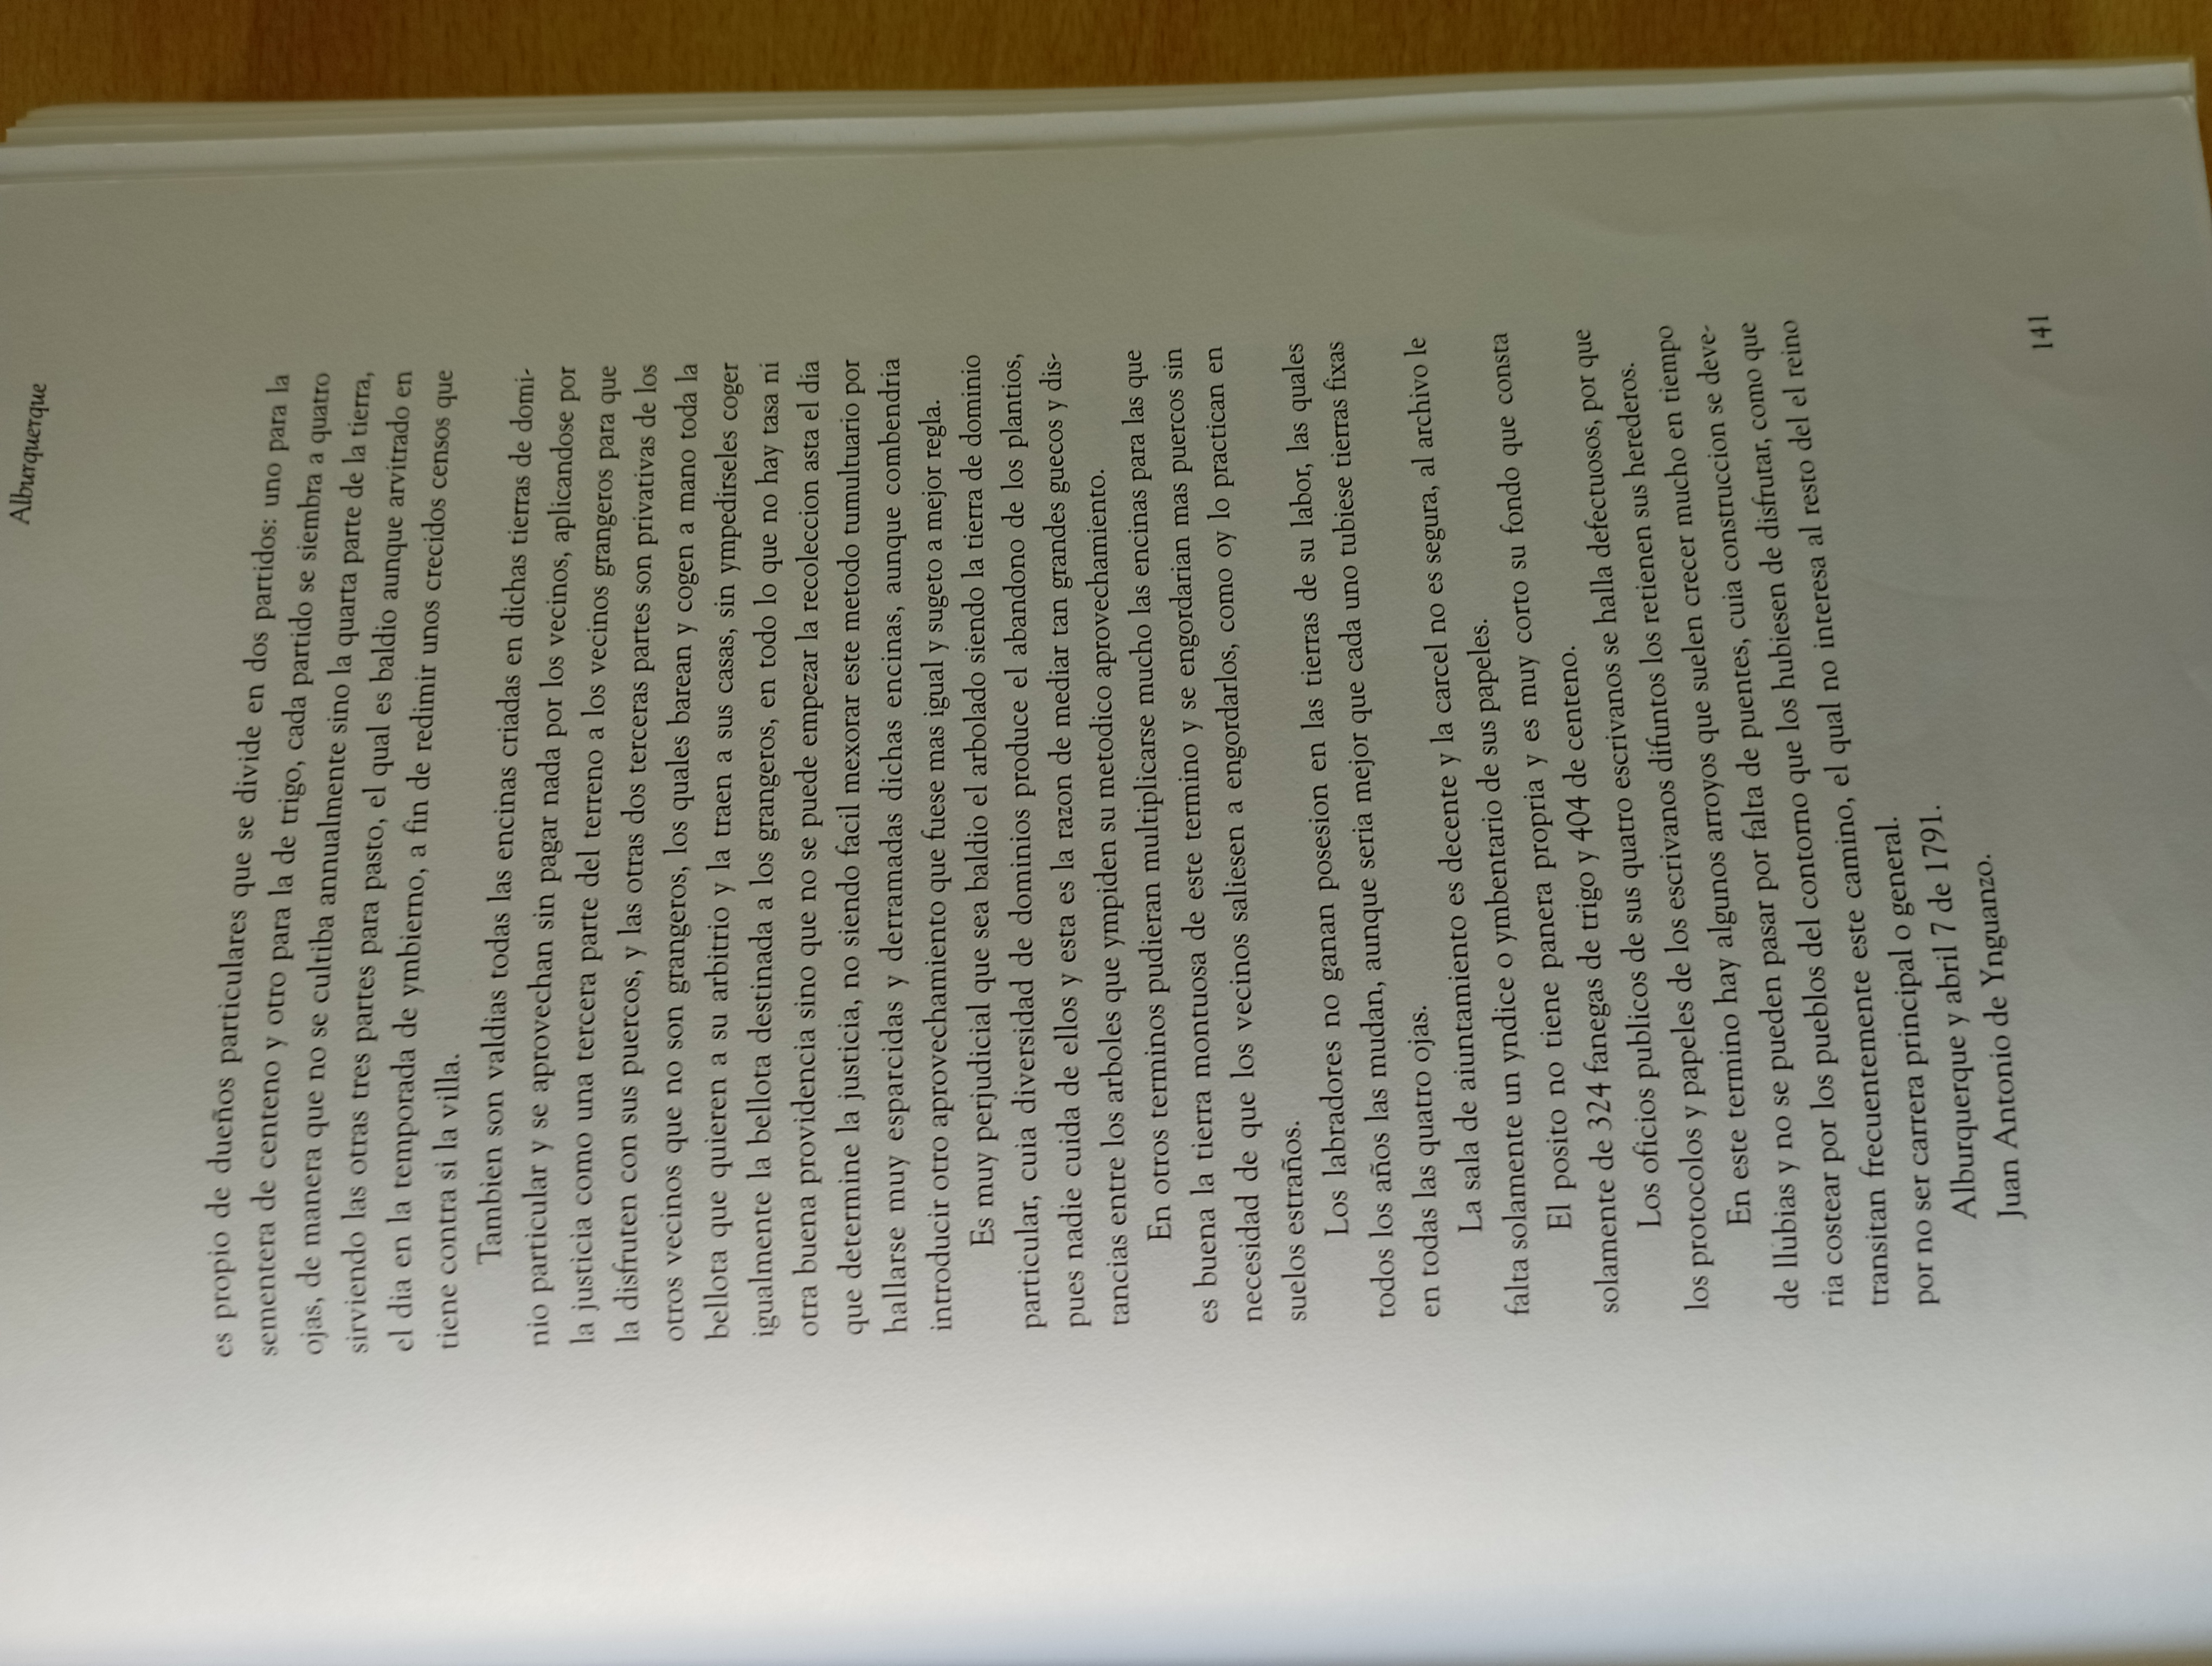 Alburquerque
es propio de dueños particulares que se divide en dos partidos: uno para la
sementera de centeno y otro para la de trigo, cada partido se siembra a quatro
ojas, de manera que no se cultiba annualmente sino la quarta parte de la tierra,
sirviendo las otras tres partes para pasto, el qual es baldio aunque arvitrado en
el dia en la temporada de ymbierno, a fin de redimir unos crecidos censos que
tiene contra si la villa.
Tambien son valdias todas las encinas criadas en dichas tierras de domi-
nio particular y se aprovechan sin pagar nada por los vecinos, aplicandose por
la justicia como una tercera parte del terreno a los vecinos grangeros para que
la disfruten con sus puercos, y las otras dos terceras partes son privativas de los
otros vecinos que no son grangeros, los quales barean y cogen a mano toda la
bellota que quieren a su arbitrio y la traen a sus casas, sin ympedirseles coger
igualmente la bellota destinada a los grangeros, en todo lo que no hay tasa ni
otra buena providencia sino que no se puede empezar la recoleccion asta el dia
que determine la justicia, no siendo facil mexorar este metodo tumultuario por
hallarse muy esparcidas y derramadas dichas encinas, aunque combendria
introducir otro aprovechamiento que fuese mas igual y sugeto a mejor regla.
Es muy perjudicial que sea baldio el arbolado siendo la tierra de dominio
particular, cuia diversidad de dominios produce el abandono de los plantios,
pues nadie cuida de ellos y esta es la razon de mediar tan grandes guecos y dis-
tancias entre los arboles que ympiden su metodico aprovechamiento.
En otros terminos pudieran multiplicarse mucho las encinas para las que
es buena la tierra montuosa de este termino y se engordarian mas puercos sin
necesidad de que los vecinos saliesen a engordarlos, como oy lo practican en
suelos estraños.
Los labradores no ganan posesion en las tierras de su labor, las quales
todos los años las mudan, aunque seria mejor que cada uno tubiese tierras fixas
en todas las quatro ojas.
La sala de aiuntamiento es decente y la carcel no es segura, al archivo le
falta solamente un yndice o ymbentario de sus papeles.
El posito no tiene panera propria y es muy corto su fondo que consta
solamente de 324 fanegas de trigo y 404 de centeno.
Los oficios publicos de sus quatro escrivanos se halla defectuosos, por que
los protocolos y papeles de los escrivanos difuntos los retienen sus herederos.
En este termino hay algunos arroyos que suelen crecer mucho en tiempo
de llubias y no se pueden pasar por falta de puentes, cuia construccion se deve-
ria costear por los pueblos del contorno que los hubiesen de disfrutar, como que
transitan frecuentemente este camino, el qual no interesa al resto del el reino
por no ser carrera principal o general.
Alburquerque y abril 7 de 1791.
Juan Antonio de Ynguanzo.
141